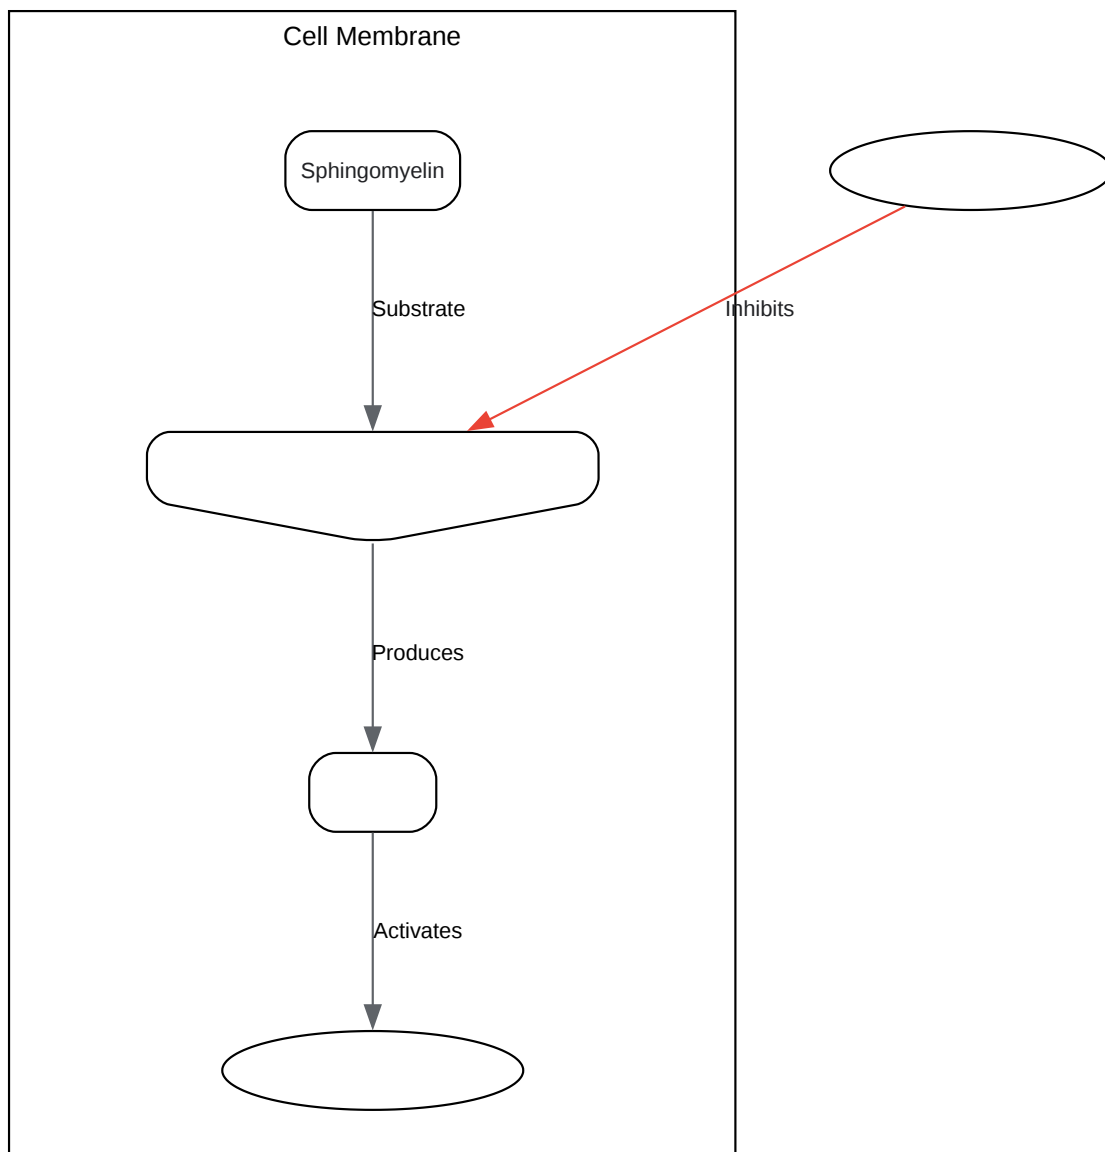 Cell Membrane
Sphingomyelin
Substrate
Inhibits
Produces
Activates